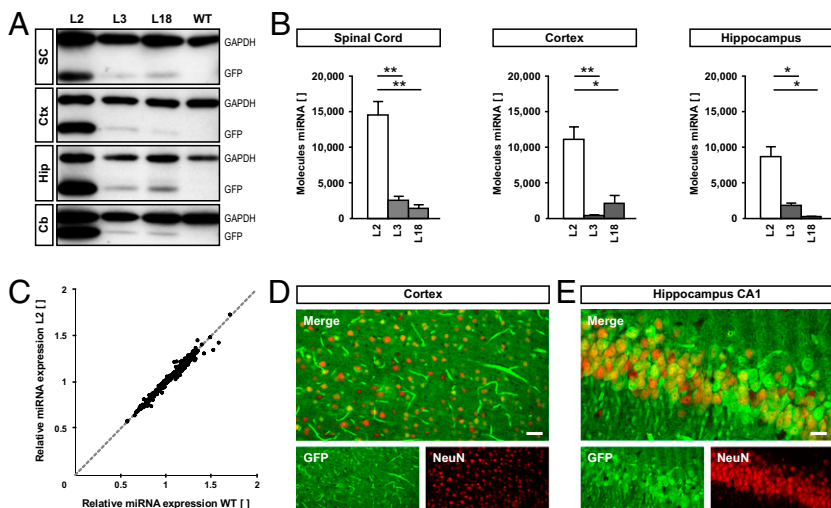 A
L2 L3 L18 WT
SC
GAPDH
GFP
Ctx
GAPDH
GFP
Hip
GAPDH
GFP
Cb
GAPDH
GFP
B
Spinal Cord
Molecules miRNA [ ]
20,000
15,000
10,000
5,000
0
**
**
L2
L3
L18
Cortex
Molecules miRNA [ ]
20,000
15,000
10,000
5,000
0
**
*
L2
L3
L18
Hippocampus
Molecules miRNA [ ]
20,000
15,000
10,000
5,000
0
*
*
L2
L3
L18
C
Relative miRNA expression L2 [ ]
2
1.5
1.0
0.5
0
0 0.5 1 1.5 2
Relative miRNA expression WT [ ]
D
Cortex
Merge
GFP
NeuN
E
Hippocampus CA1
Merge
GFP
NeuN